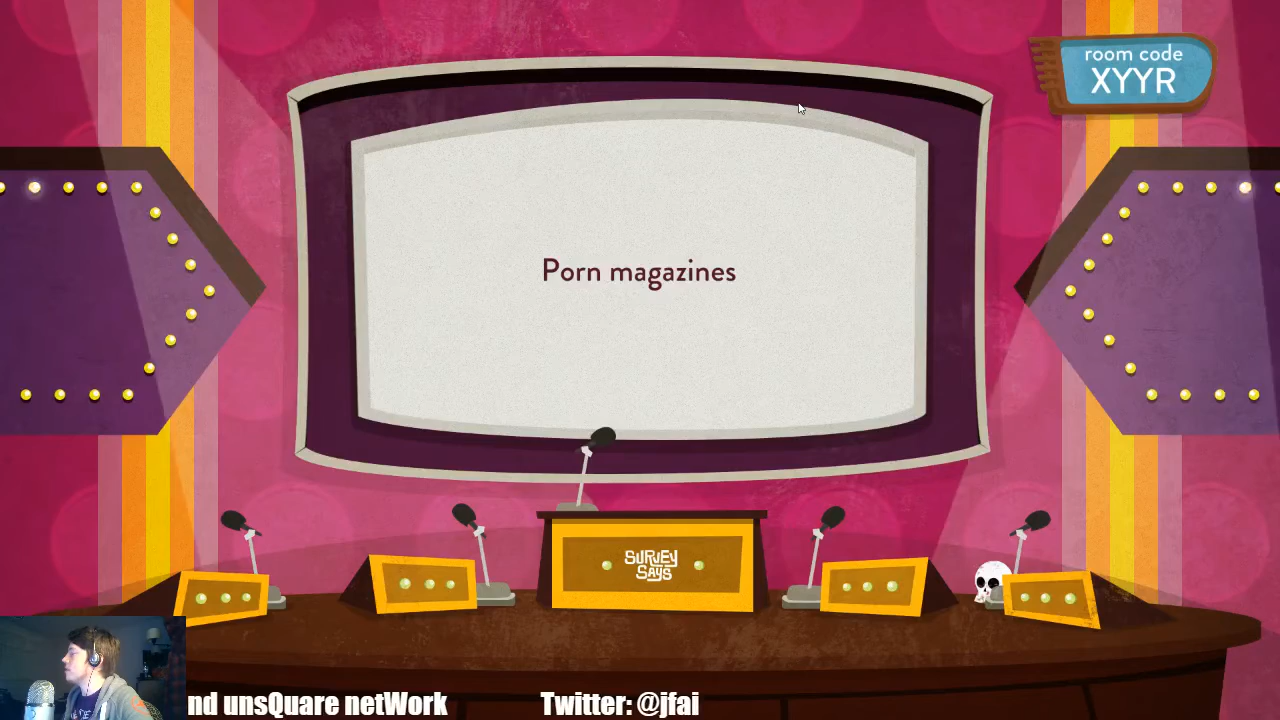 room code
XYYR
Porn magazines
SURVEY
SAYS
nd unsQuare netWork
Twitter: @jfai